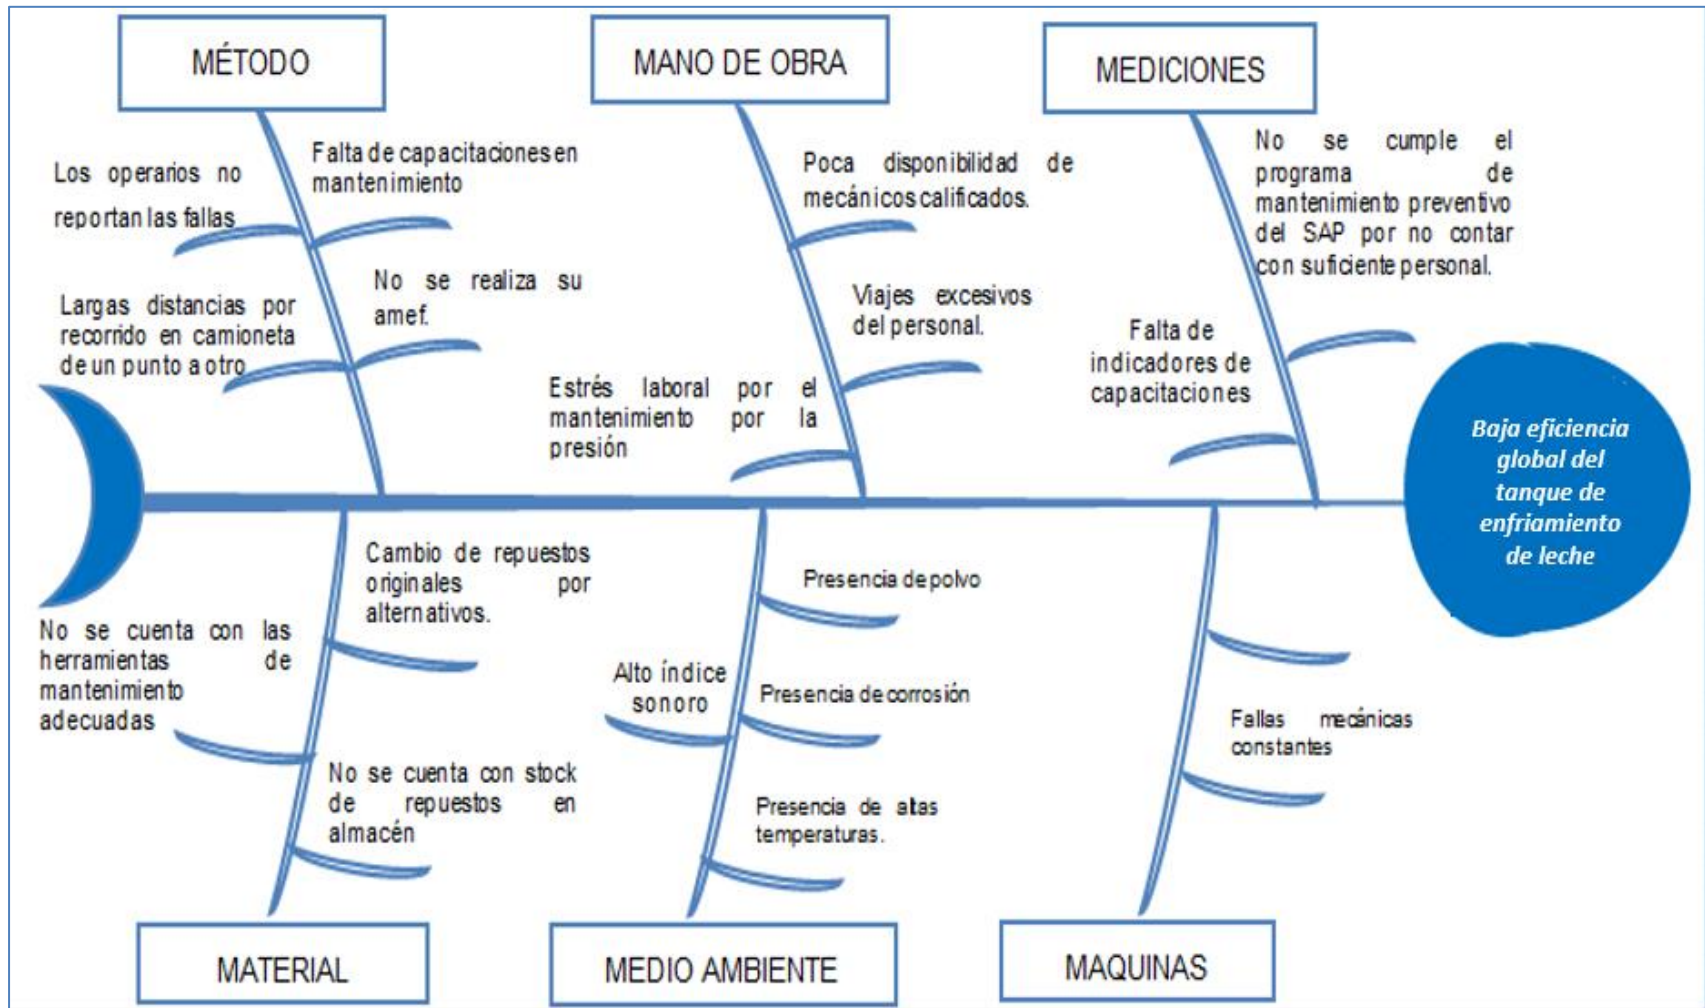 MÉTODO
MANO DE OBRA
MEDICIONES
Los operarios no
reportan las fallas
Falta de capacitaciones en
mantenimiento
Largas distancias por
recorrido en camioneta
de un punto a otro
No se realiza su
amef.
Poca disponibilidad de
mecánicos calificados.
Viajes excesivos
del personal.
Estrés laboral por el
mantenimiento por la
presión
No se cumple el
programa de
mantenimiento preventivo
del SAP por no contar
con suficiente personal.
Falta de
indicadores de
capacitaciones
Baja eficiencia
global del
tanque de
enfriamiento
de leche
Cambio de repuestos
originales por
alternativos.
No se cuenta con las
herramientas de
mantenimiento
adecuadas
No se cuenta con stock
de repuestos en
almacén
Presencia de polvo
Alto índice
sonoro
Presencia de corrosión
Presencia de altas
temperaturas.
Fallas mecánicas
constantes
MATERIAL
MEDIO AMBIENTE
MAQUINAS